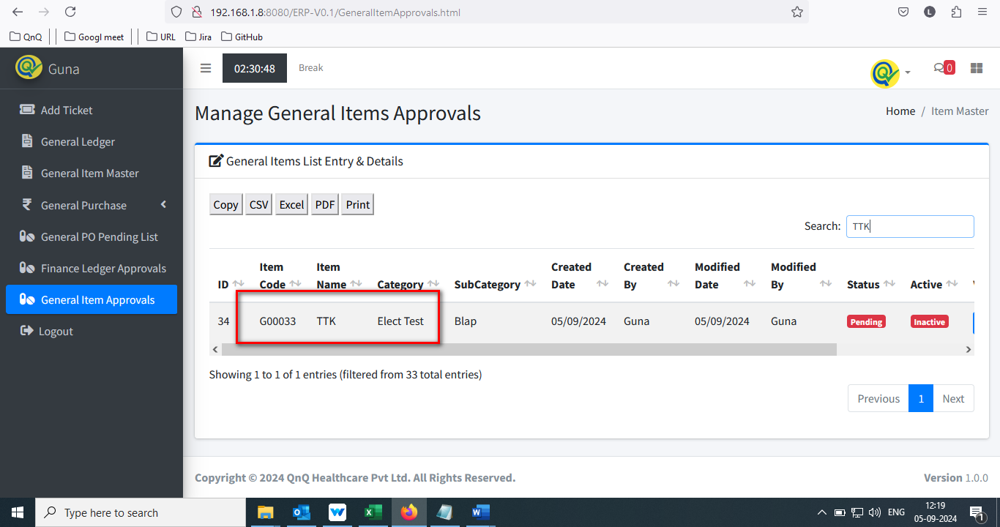 192.168.1.8:8080/ERP-V0.1/GeneralItemApprovals.html
L
QnQ Googl meet URL Jira GitHub
Guna
02:30:48 Break
0
Add Ticket
General Ledger
General Item Master
General Purchase
General PO Pending List
Finance Ledger Approvals
General Item Approvals
Logout
Manage General Items Approvals
Home / Item Master
General Items List Entry & Details
Copy CSV Excel PDF Print
Search: TTK
ID Item Code Item Name Category SubCategory Created Date Created By Modified Date Modified By Status Active
34 G00033 TTK Elect Test Blap 05/09/2024 Guna 05/09/2024 Guna Pending Inactive
Showing 1 to 1 of 1 entries (filtered from 33 total entries)
Previous 1 Next
Copyright © 2024 QnQ Healthcare Pvt Ltd. All Rights Reserved.
Version 1.0.0
Type here to search
ENG
12:19
05-09-2024
1